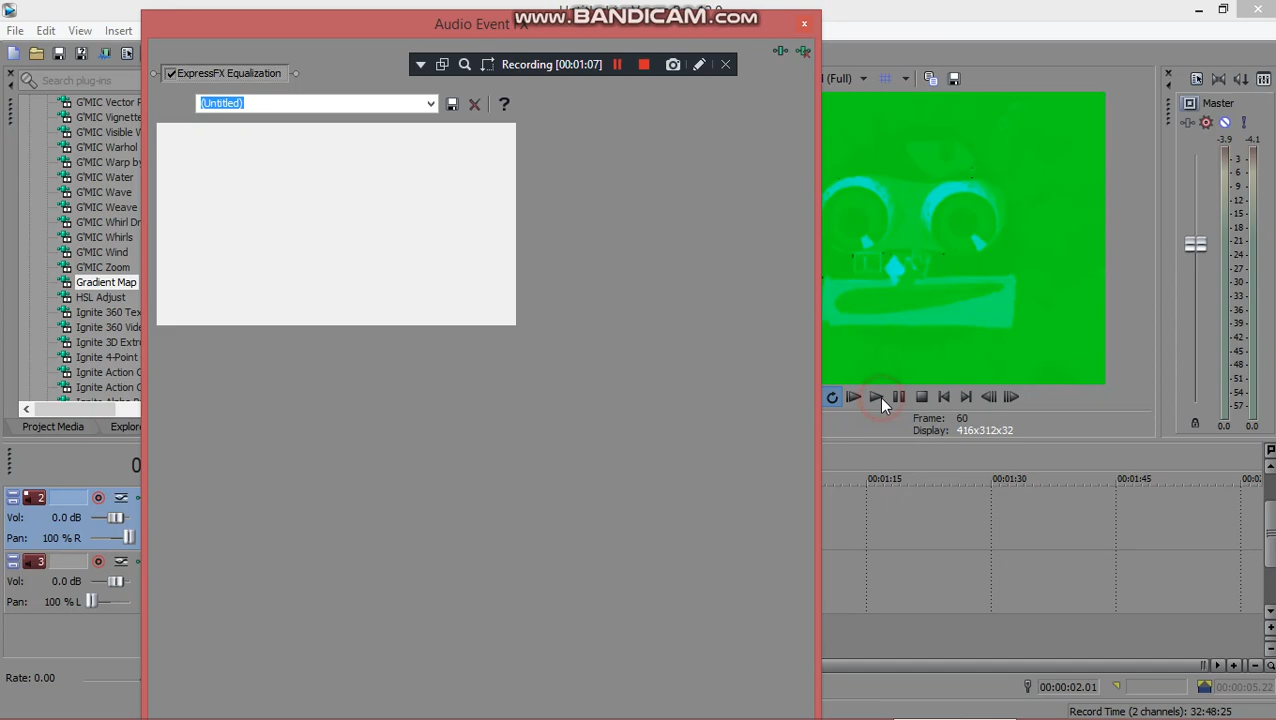 www.BANDICAM.com
File Edit View Insert
Audio Event FX
Search plug-ins
ExpressFX Equalization
Recording [00:01:07]
(Untitled)
?
G'MIC Vector P
G'MIC Vignette
G'MIC Visible W
G'MIC Warhol
G'MIC Warp by
G'MIC Water
G'MIC Wave
G'MIC Weave
G'MIC Whirl Dr
G'MIC Whirls
G'MIC Wind
G'MIC Zoom
Gradient Map
HSL Adjust
Ignite 360 Tex
Ignite 360 Vide
Ignite 3D Extru
Ignite 4-Point
Ignite Action C
Ignite Action
Project Media
Explor
(Full)
Master
-3.9 -4.1
3
6
9
12
15
18
21
24
27
30
33
36
39
42
45
48
51
54
57
0.0 0.0
Frame: 60
Display: 416x312x32
00:01:15 00:01:30 00:01:45 00:0
2
Vol: 0.0 dB
Pan: 100 % R
3
Vol: 0.0 dB
Pan: 100 % L
Rate: 0.00
00:00:02.01
00:00:05.22
Record Time (2 channels): 32:48:25